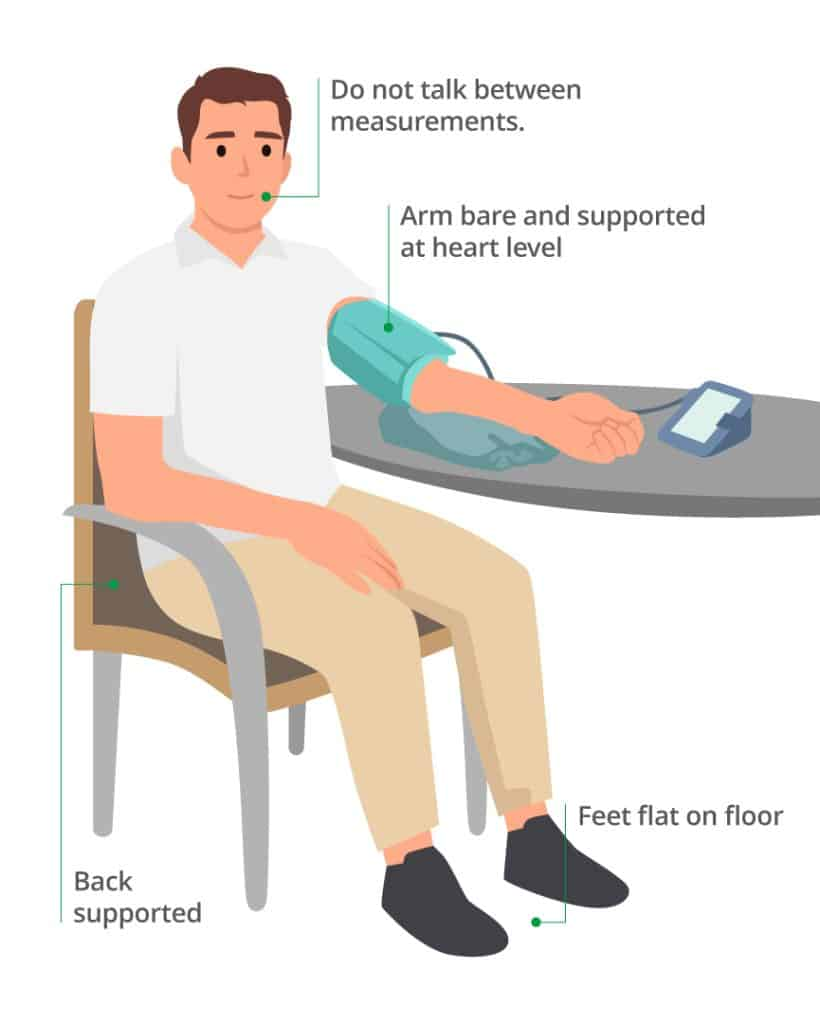 Do not talk between
measurements.
Arm bare and supported
at heart level
Feet flat on floor
Back
supported